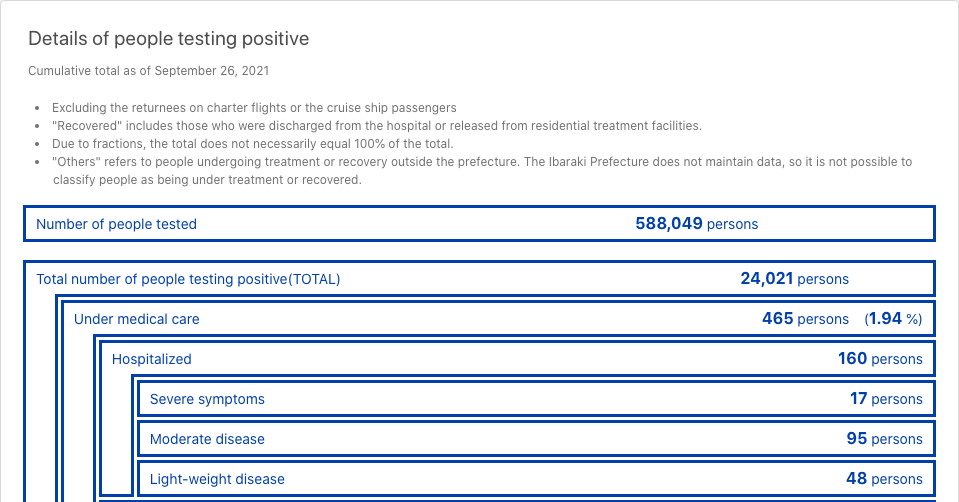 Details of people testing positive
Cumulative total as of September 26, 2021
• Excluding the returnees on charter flights or the cruise ship passengers
• "Recovered" includes those who were discharged from the hospital or released from residential treatment facilities.
• Due to fractions, the total does not necessarily equal 100% of the total.
• "Others" refers to people undergoing treatment or recovery outside the prefecture. The Ibaraki Prefecture does not maintain data, so it is not possible to
classify people as being under treatment or recovered.
Number of people tested 588,049 persons
Total number of people testing positive(TOTAL) 24,021 persons
Under medical care 465 persons (1.94 %)
Hospitalized 160 persons
Severe symptoms 17 persons
Moderate disease 95 persons
Light-weight disease 48 persons